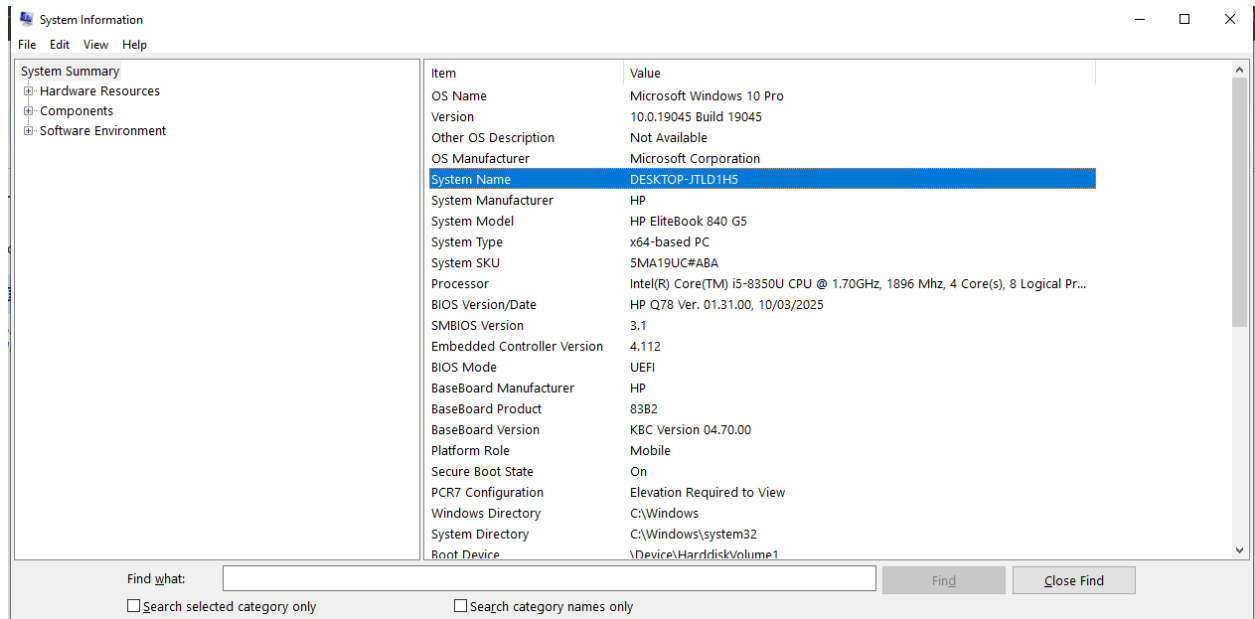 System Information
File Edit View Help
System Summary
Hardware Resources
Components
Software Environment
Item Value
OS Name Microsoft Windows 10 Pro
Version 10.0.19045 Build 19045
Other OS Description Not Available
OS Manufacturer Microsoft Corporation
System Name DESKTOP-JTLD1H5
System Manufacturer HP
System Model HP EliteBook 840 G5
System Type x64-based PC
System SKU 5MA19UC#ABA
Processor Intel(R) Core(TM) i5-8350U CPU @ 1.70GHz, 1896 Mhz, 4 Core(s), 8 Logical Pr...
BIOS Version/Date HP Q78 Ver. 01.31.00, 10/03/2025
SMBIOS Version 3.1
Embedded Controller Version 4.112
BIOS Mode UEFI
BaseBoard Manufacturer HP
BaseBoard Product 83B2
BaseBoard Version KBC Version 04.70.00
Platform Role Mobile
Secure Boot State On
PCR7 Configuration Elevation Required to View
Windows Directory C:\Windows
System Directory C:\Windows\system32
Boot Device \Device\HarddiskVolume1
Find what: Find Close Find
Search selected category only Search category names only